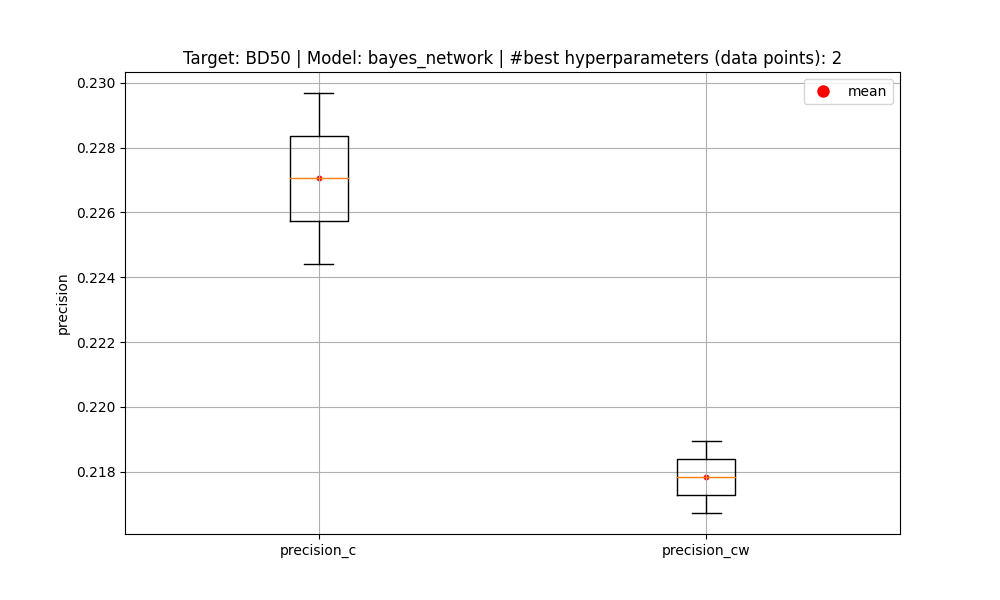 Target: BD50 | Model: bayes_network | #best hyperparameters (data points): 2
mean
precision
0.230
0.228
0.226
0.224
0.222
0.220
0.218
precision_c
precision_cw